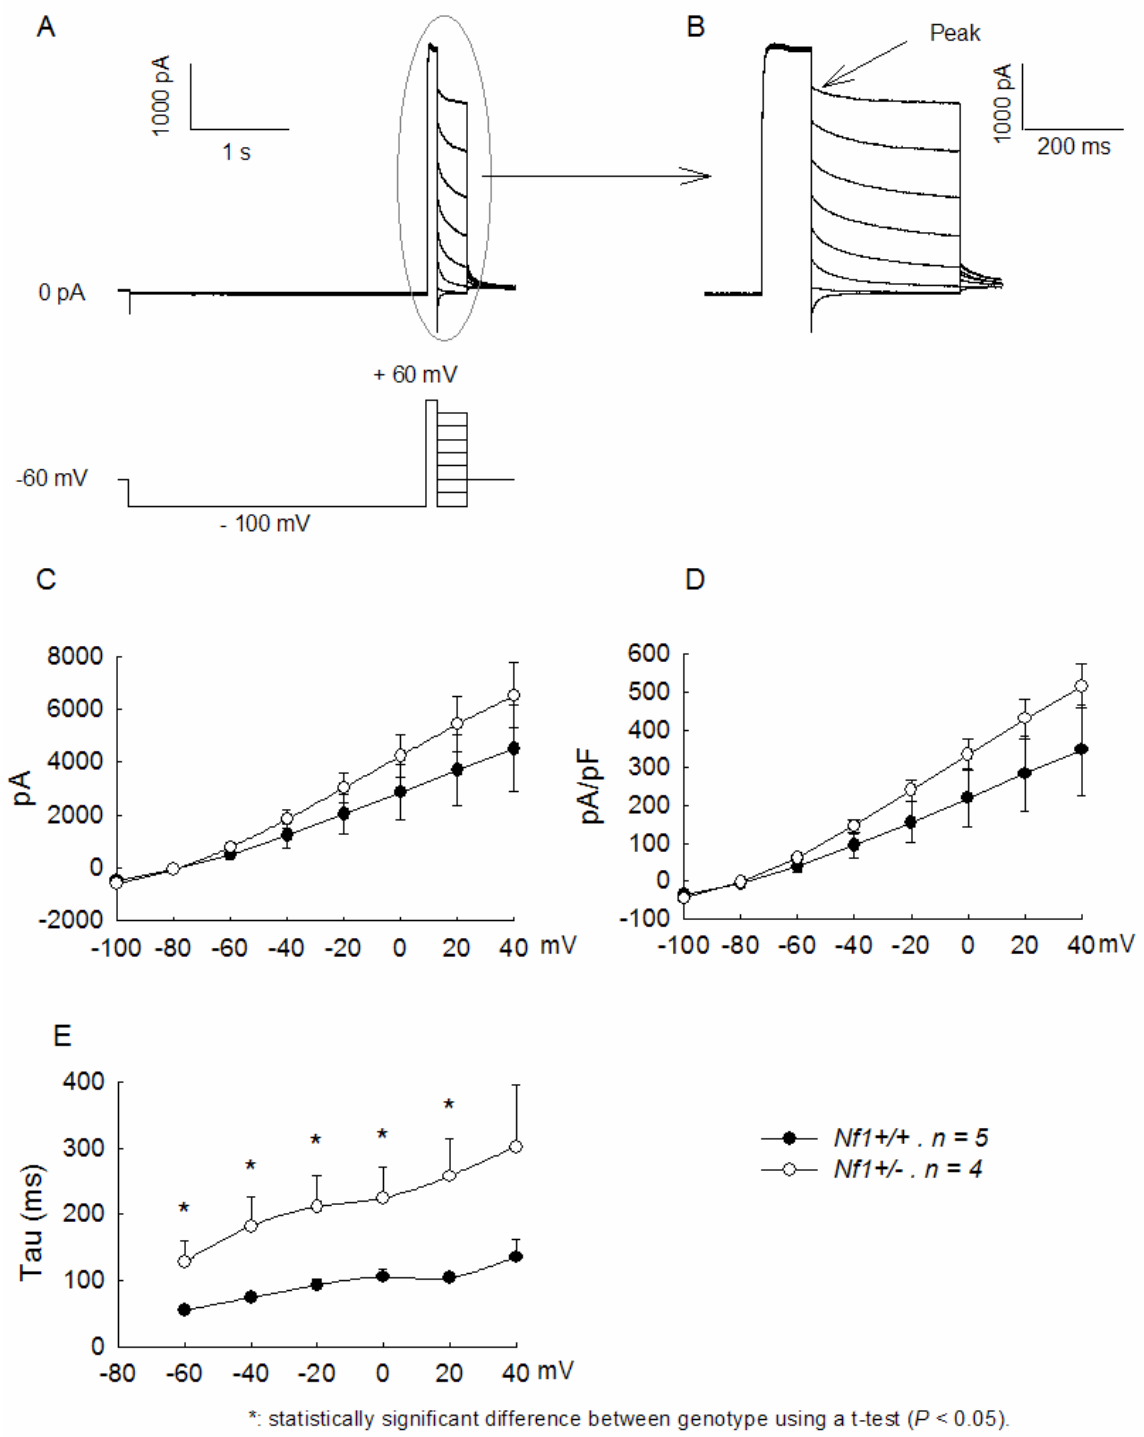 A
B
Peak
1000 pA
1 s
1000 pA
200 ms
0 pA
+ 60 mV
-60 mV
- 100 mV
C
D
8000
6000
4000
2000
0
-2000
pA
-100 -80 -60 -40 -20 0 20 40 mV
600
500
400
300
200
100
0
-100
pA/pF
-100 -80 -60 -40 -20 0 20 40 mV
E
400
300
200
100
0
Tau (ms)
* * * * *
-80 -60 -40 -20 0 20 40 mV
Nf1+/+ . n = 5
Nf1+/- . n = 4
*: statistically significant difference between genotype using a t-test (P < 0.05).